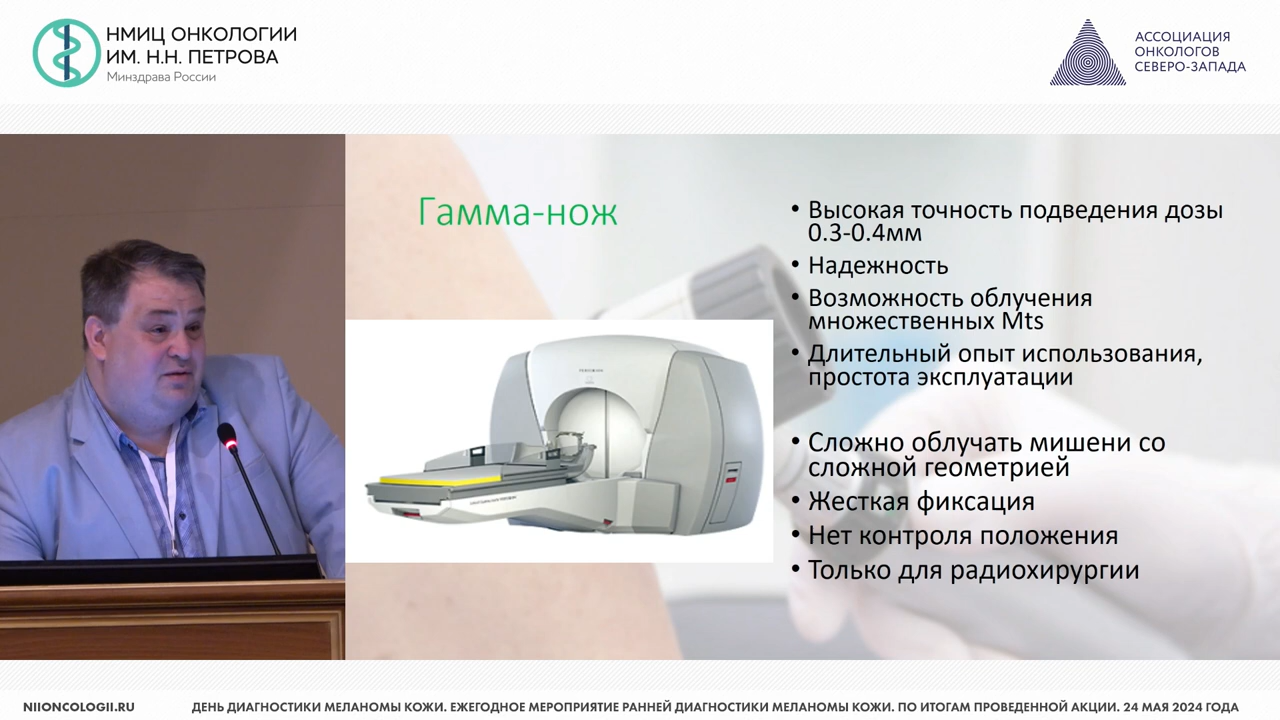 НМИЦ ОНКОЛОГИИ
ИМ. Н.Н. ПЕТРОВА
Минздрава России
АССОЦИАЦИЯ
ОНКОЛОГОВ
СЕВЕРО-ЗАПАДА
Гамма-нож
• Высокая точность подведения дозы
0.3-0.4мм
• Надежность
• Возможность облучения
множественных Mts
• Длительный опыт использования,
простота эксплуатации
• Сложно облучать мишени со
сложной геометрией
• Жесткая фиксация
• Нет контроля положения
• Только для радиохирургии
NIIONCOLOGII.RU
ДЕНЬ ДИАГНОСТИКИ МЕЛАНОМЫ КОЖИ. ЕЖЕГОДНОЕ МЕРОПРИЯТИЕ РАННЕЙ ДИАГНОСТИКИ МЕЛАНОМЫ КОЖИ. ПО ИТОГАМ ПРОВЕДЕННОЙ АКЦИИ. 24 МАЯ 2024 ГОДА